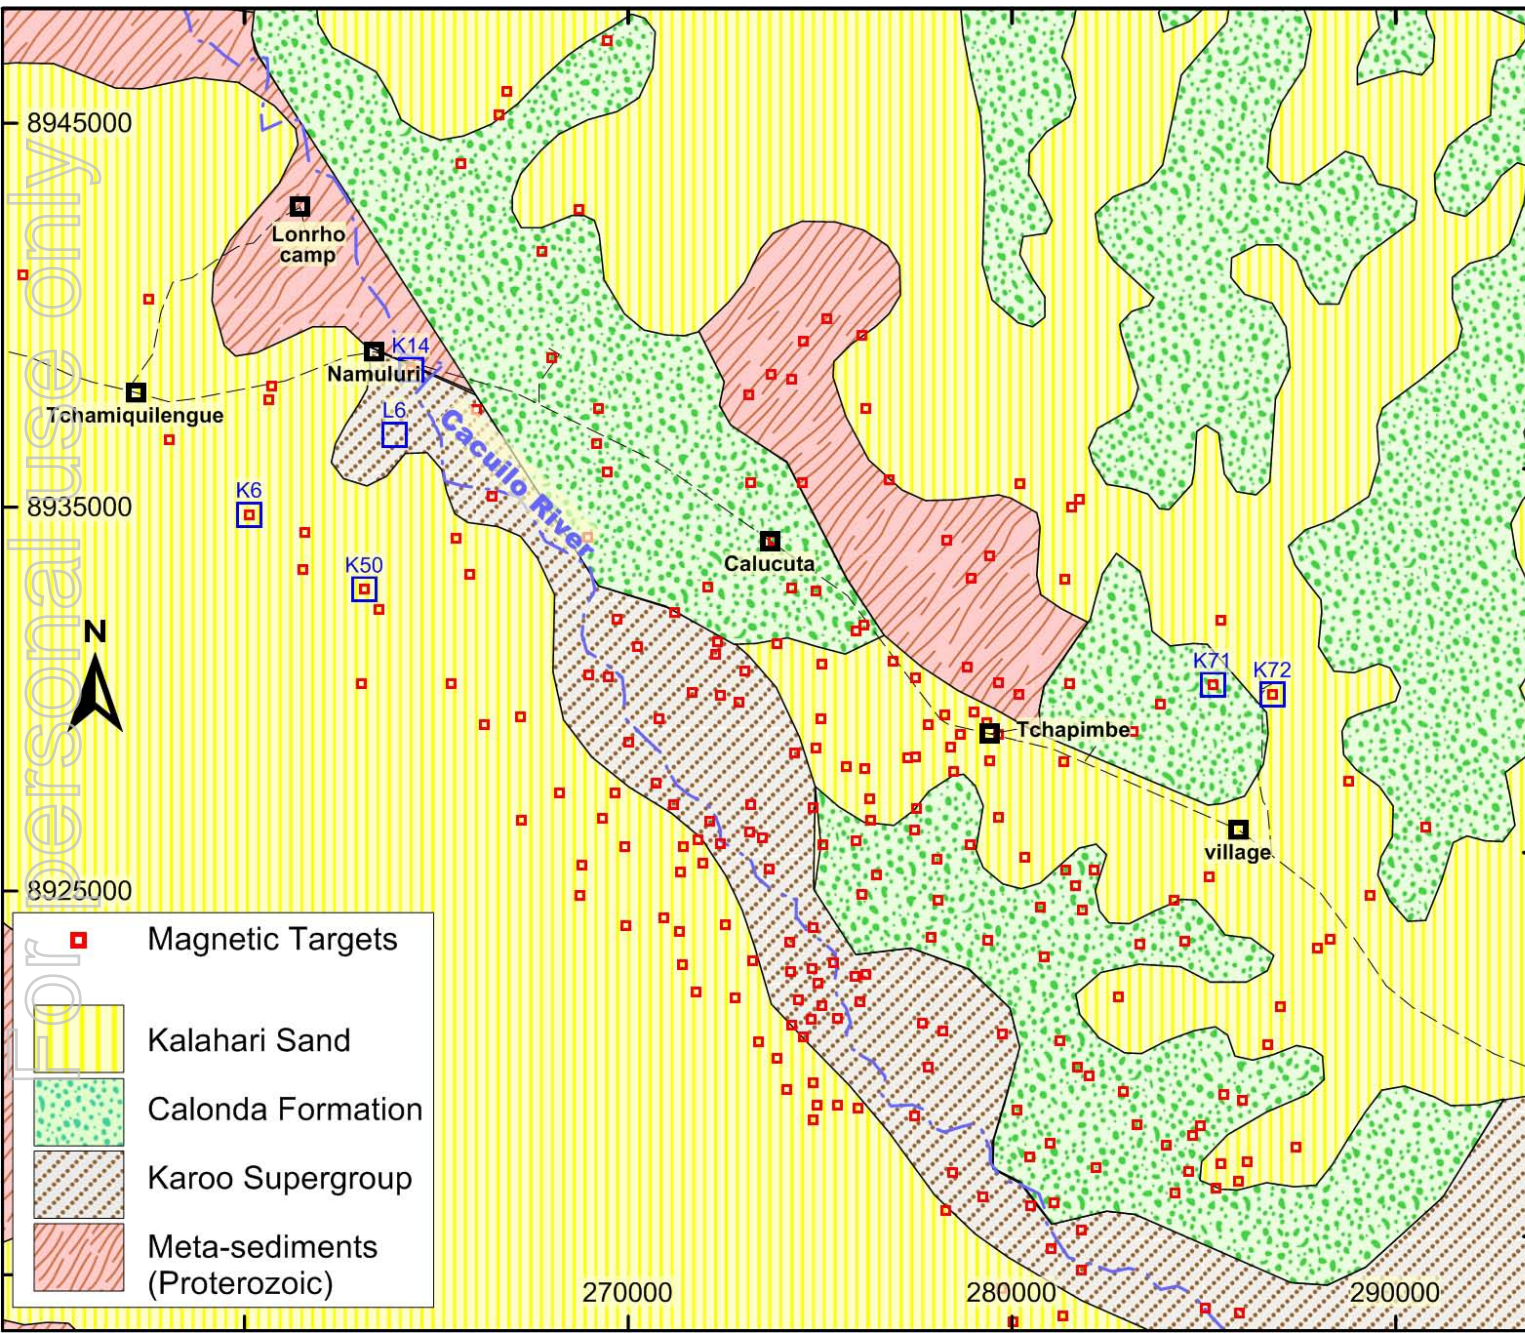 8945000
Lonrho
camp
K14
Namuluri
Tchamiquilengue
L6
Cacuilo River
K6
8935000
K50
Calucuta
N
K71
K72
Tchapimbe
village
8925000
Magnetic Targets
Kalahari Sand
Calonda Formation
Karoo Supergroup
Meta-sediments
(Proterozoic)
270000
280000
290000
For personal use only